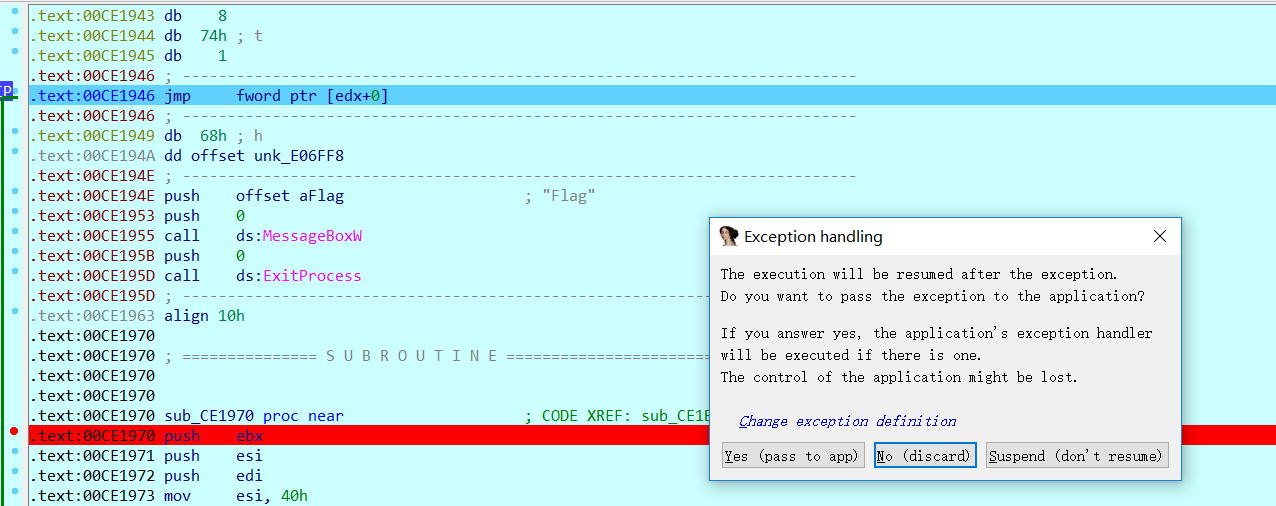 .text:00CE1943 db    8
.text:00CE1944 db  74h ; t
.text:00CE1945 db    1
.text:00CE1946 ; ---------------------------------------------------------------------------
.text:00CE1946 jmp     fword ptr [edx+0]
.text:00CE1946 ; ---------------------------------------------------------------------------
.text:00CE1949 db  68h ; h
.text:00CE194A dd offset unk_E06FF8
.text:00CE194E ; ---------------------------------------------------------------------------
.text:00CE194E push    offset aFlag                    ; "Flag"
.text:00CE1953 push    0
.text:00CE1955 call    ds:MessageBoxW
.text:00CE195B push    0
.text:00CE195D call    ds:ExitProcess
.text:00CE195D ; -------------------------------------------------------------
.text:00CE1963 align 10h
.text:00CE1970
.text:00CE1970 ; =============== S U B R O U T I N E =========================
.text:00CE1970
.text:00CE1970
.text:00CE1970 sub_CE1970 proc near                    ; CODE XREF:
.text:00CE1970 push    ebx
.text:00CE1971 push    esi
.text:00CE1972 push    edi
.text:00CE1973 mov     esi, 40h
Exception handling
The execution will be resumed after the exception.
Do you want to pass the exception to the application?
If you answer yes, the application's exception handler
will be executed if there is one.
The control of the application might be lost.
Change exception definition
Yes (pass to app)
No (discard)
Suspend (don't resume)